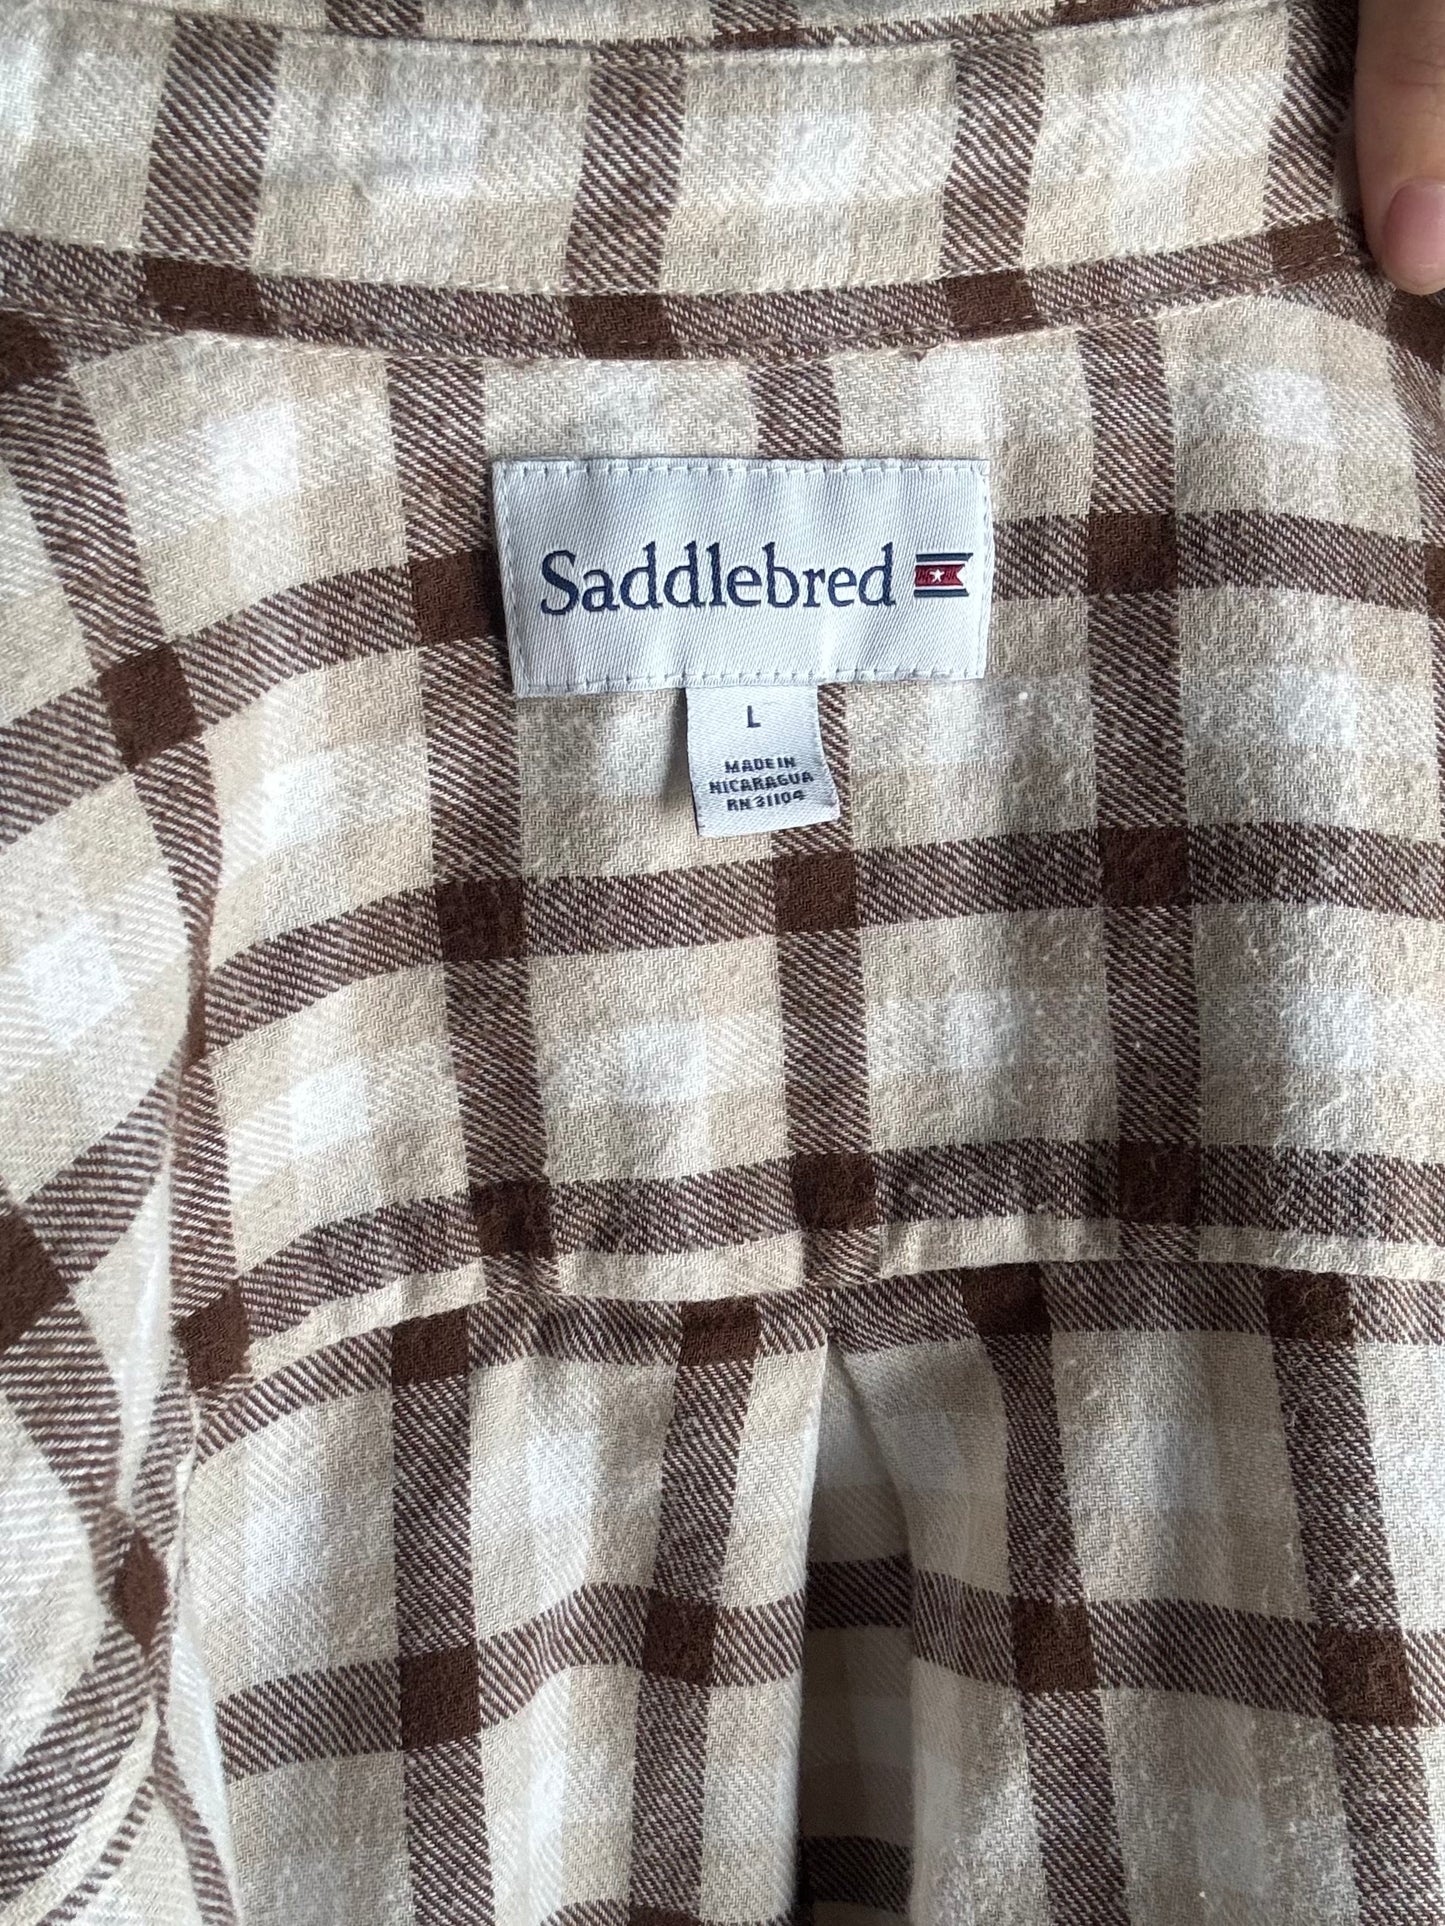 Saddlebred
L
MADE IN
NICARAGUA
RN 31104